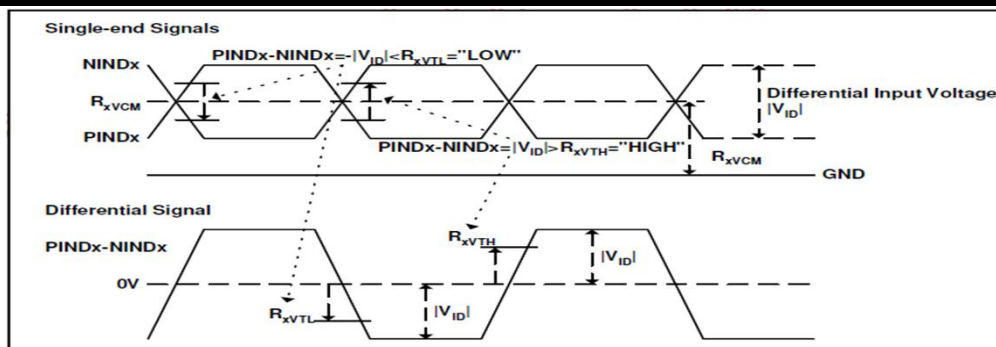 Single-end Signals
PINDx-NINDx=-|VID|<RxVTL="LOW"
NINDx
RxVCM
Differential Input Voltage
|VID|
PINDx
PINDx-NINDx=|VID|>RxVTH="HIGH"
RxVCM
GND
Differential Signal
PINDx-NINDx
RxVTH
|VID|
0V
RxVTL
|VID|